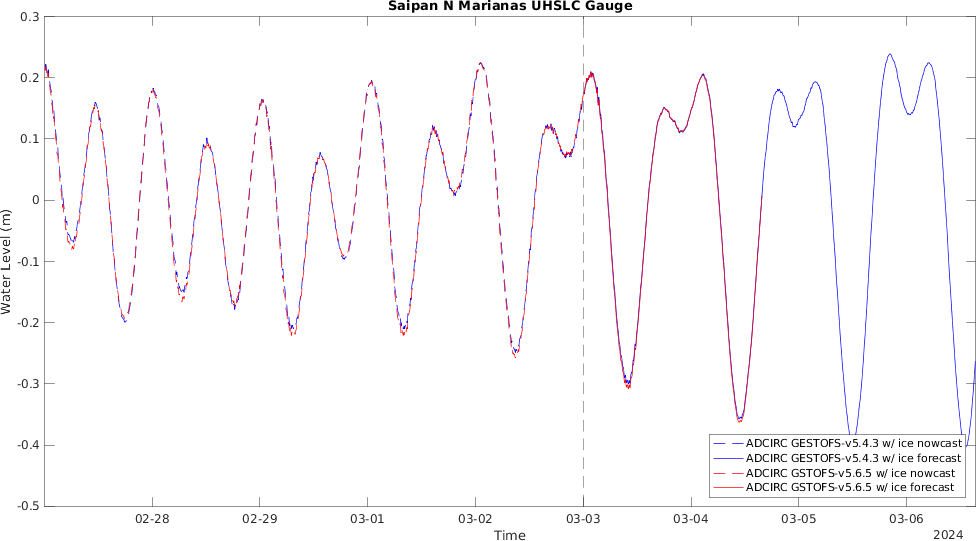 Saipan N Marianas UHSLC Gauge
0.3
0.2
0.1
0
-0.1
-0.2
-0.3
-0.4
-0.5
Water Level (m)
02-28
02-29
03-01
03-02
03-03
03-04
03-05
03-06
Time
2024
ADCIRC GESTOFS-v5.4.3 w/ ice nowcast
ADCIRC GESTOFS-v5.4.3 w/ ice forecast
ADCIRC GSTOFS-v5.6.5 w/ ice nowcast
ADCIRC GSTOFS-v5.6.5 w/ ice forecast